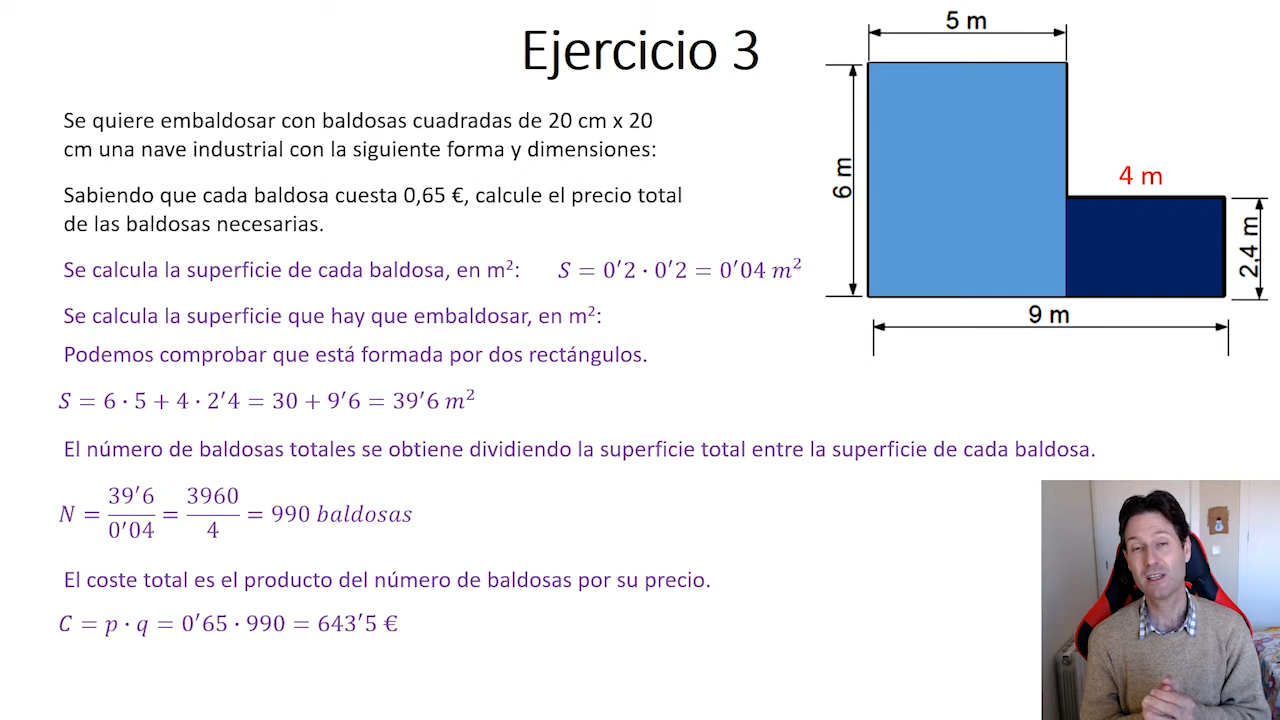 Ejercicio 3
Se quiere embaldosar con baldosas cuadradas de 20 cm x 20
cm una nave industrial con la siguiente forma y dimensiones:
Sabiendo que cada baldosa cuesta 0,65 €, calcule el precio total
de las baldosas necesarias.
Se calcula la superficie de cada baldosa, en m²: S = 0′2 · 0′2 = 0′04 m²
Se calcula la superficie que hay que embaldosar, en m²:
Podemos comprobar que está formada por dos rectángulos.
S = 6 · 5 + 4 · 2′4 = 30 + 9′6 = 39′6 m²
El número de baldosas totales se obtiene dividiendo la superficie total entre la superficie de cada baldosa.
N = 39′6/0′04 = 3960/4 = 990 baldosas
El coste total es el producto del número de baldosas por su precio.
C = p · q = 0′65 · 990 = 643′5 €
5 m
6 m
4 m
2,4 m
9 m